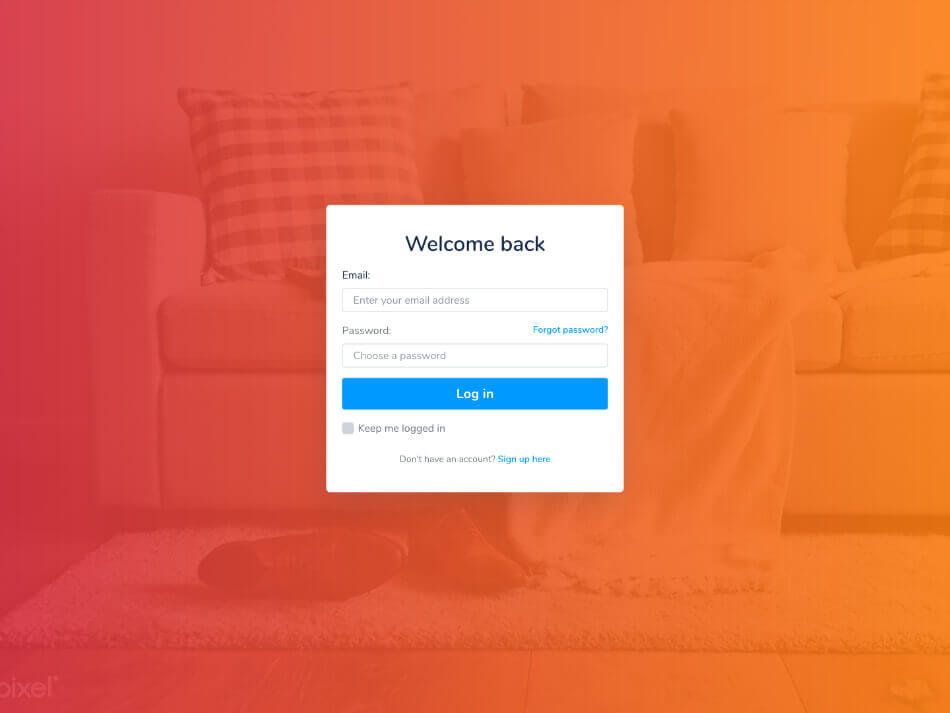 Welcome back
Email:
Enter your email address
Password:
Forgot password?
Choose a password
Log in
Keep me logged in
Don't have an account? Sign up here
pixel